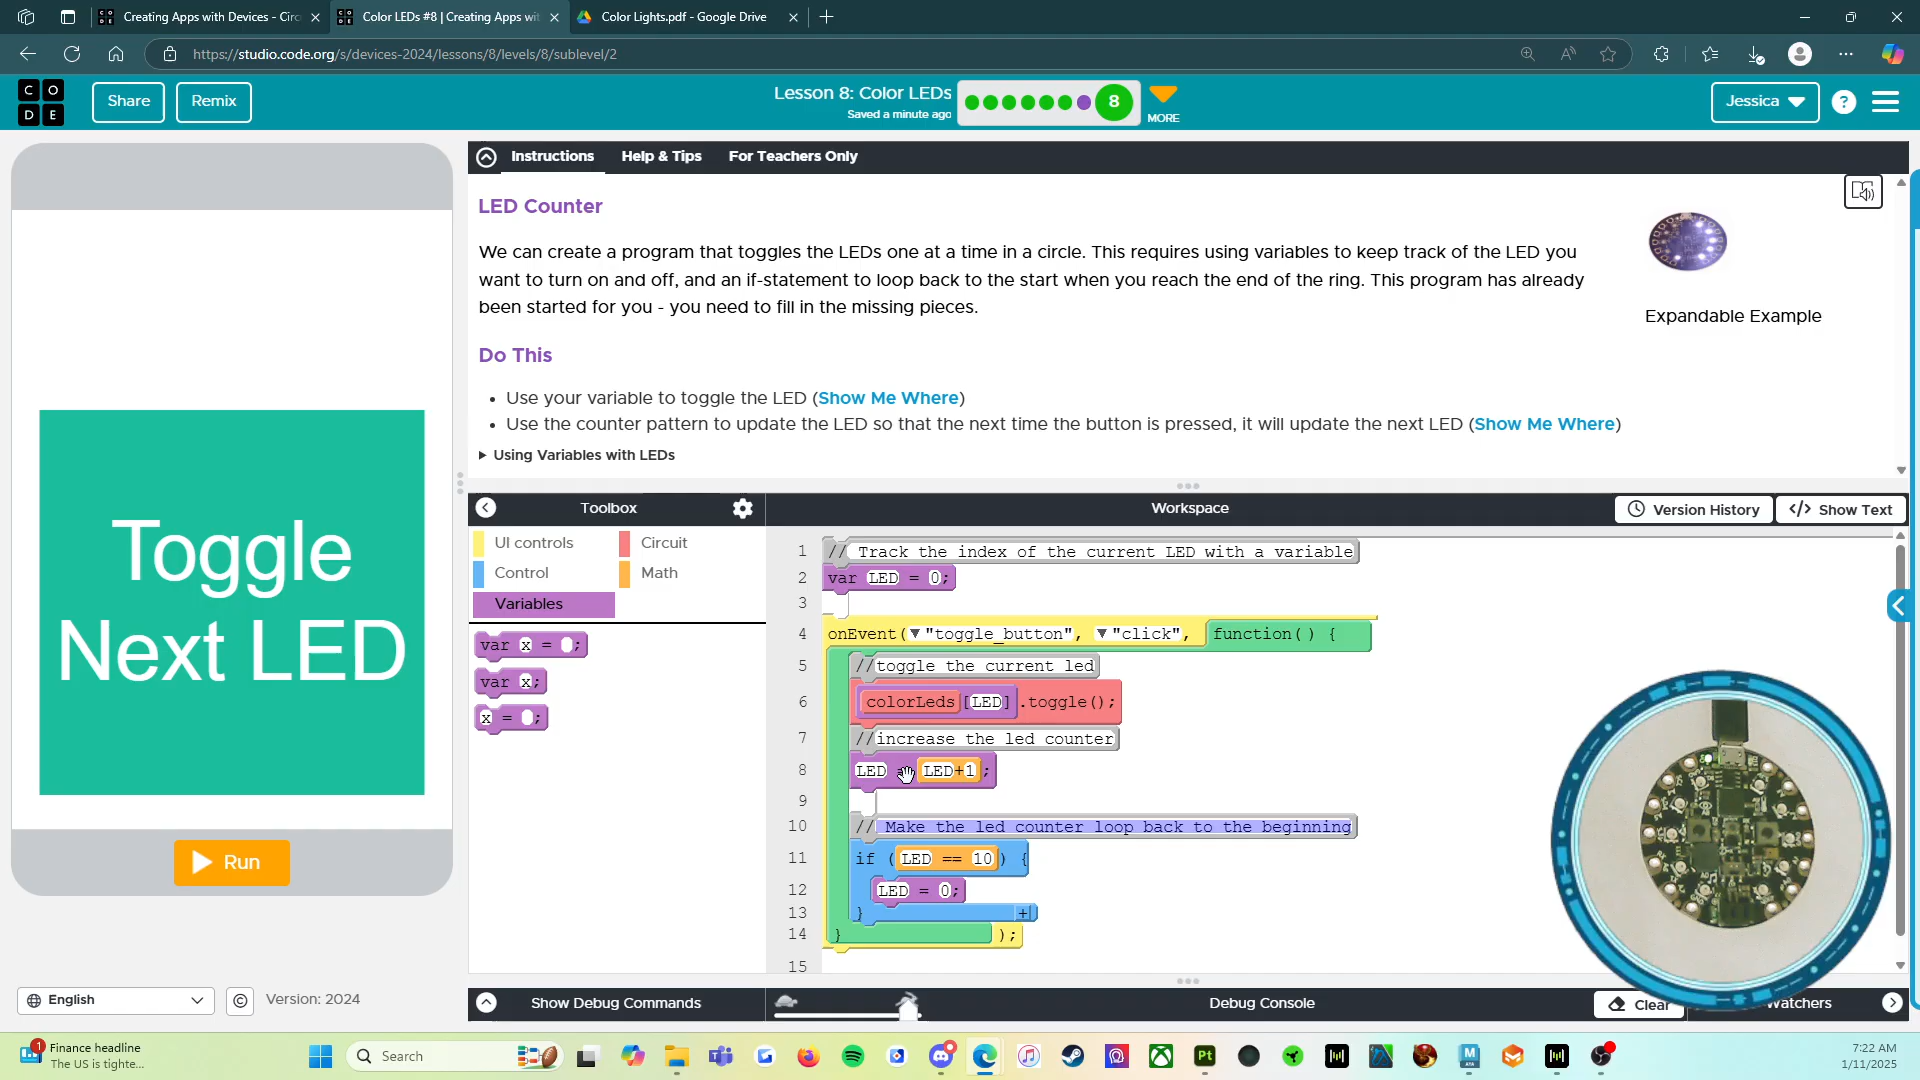 Creating Apps with Devices - Circ
Color LEDs #8 | Creating Apps wit
Color Lights.pdf - Google Drive
https://studio.code.org/s/devices-2024/lessons/8/levels/8/sublevel/2
C O D E
Share
Remix
Lesson 8: Color LEDs
Saved a minute ago
8
MORE
Jessica
?
Instructions
Help & Tips
For Teachers Only
LED Counter
We can create a program that toggles the LEDs one at a time in a circle. This requires using variables to keep track of the LED you
want to turn on and off, and an if-statement to loop back to the start when you reach the end of the ring. This program has already
been started for you - you need to fill in the missing pieces.
Expandable Example
Do This
• Use your variable to toggle the LED (Show Me Where)
• Use the counter pattern to update the LED so that the next time the button is pressed, it will update the next LED (Show Me Where)
Using Variables with LEDs
Toggle
Next LED
Run
English
Version: 2024
Toolbox
UI controls
Circuit
Control
Math
Variables
var x = ;
var x;
x = ;
Workspace
Version History
</> Show Text
1 // Track the index of the current LED with a variable
2 var LED = 0;
3
4 onEvent(▼"toggle_button", ▼"click", function() {
5 //toggle the current led
6 colorLeds[LED].toggle();
7 //increase the led counter
8 LED = LED+1;
9
10 // Make the led counter loop back to the beginning
11 if (LED == 10) {
12 LED = 0;
13 } +
14 });
15
Show Debug Commands
Debug Console
Clear
Watchers
1
Finance headline
The US is tighte...
Search
Pt
M
7:22 AM
1/11/2025